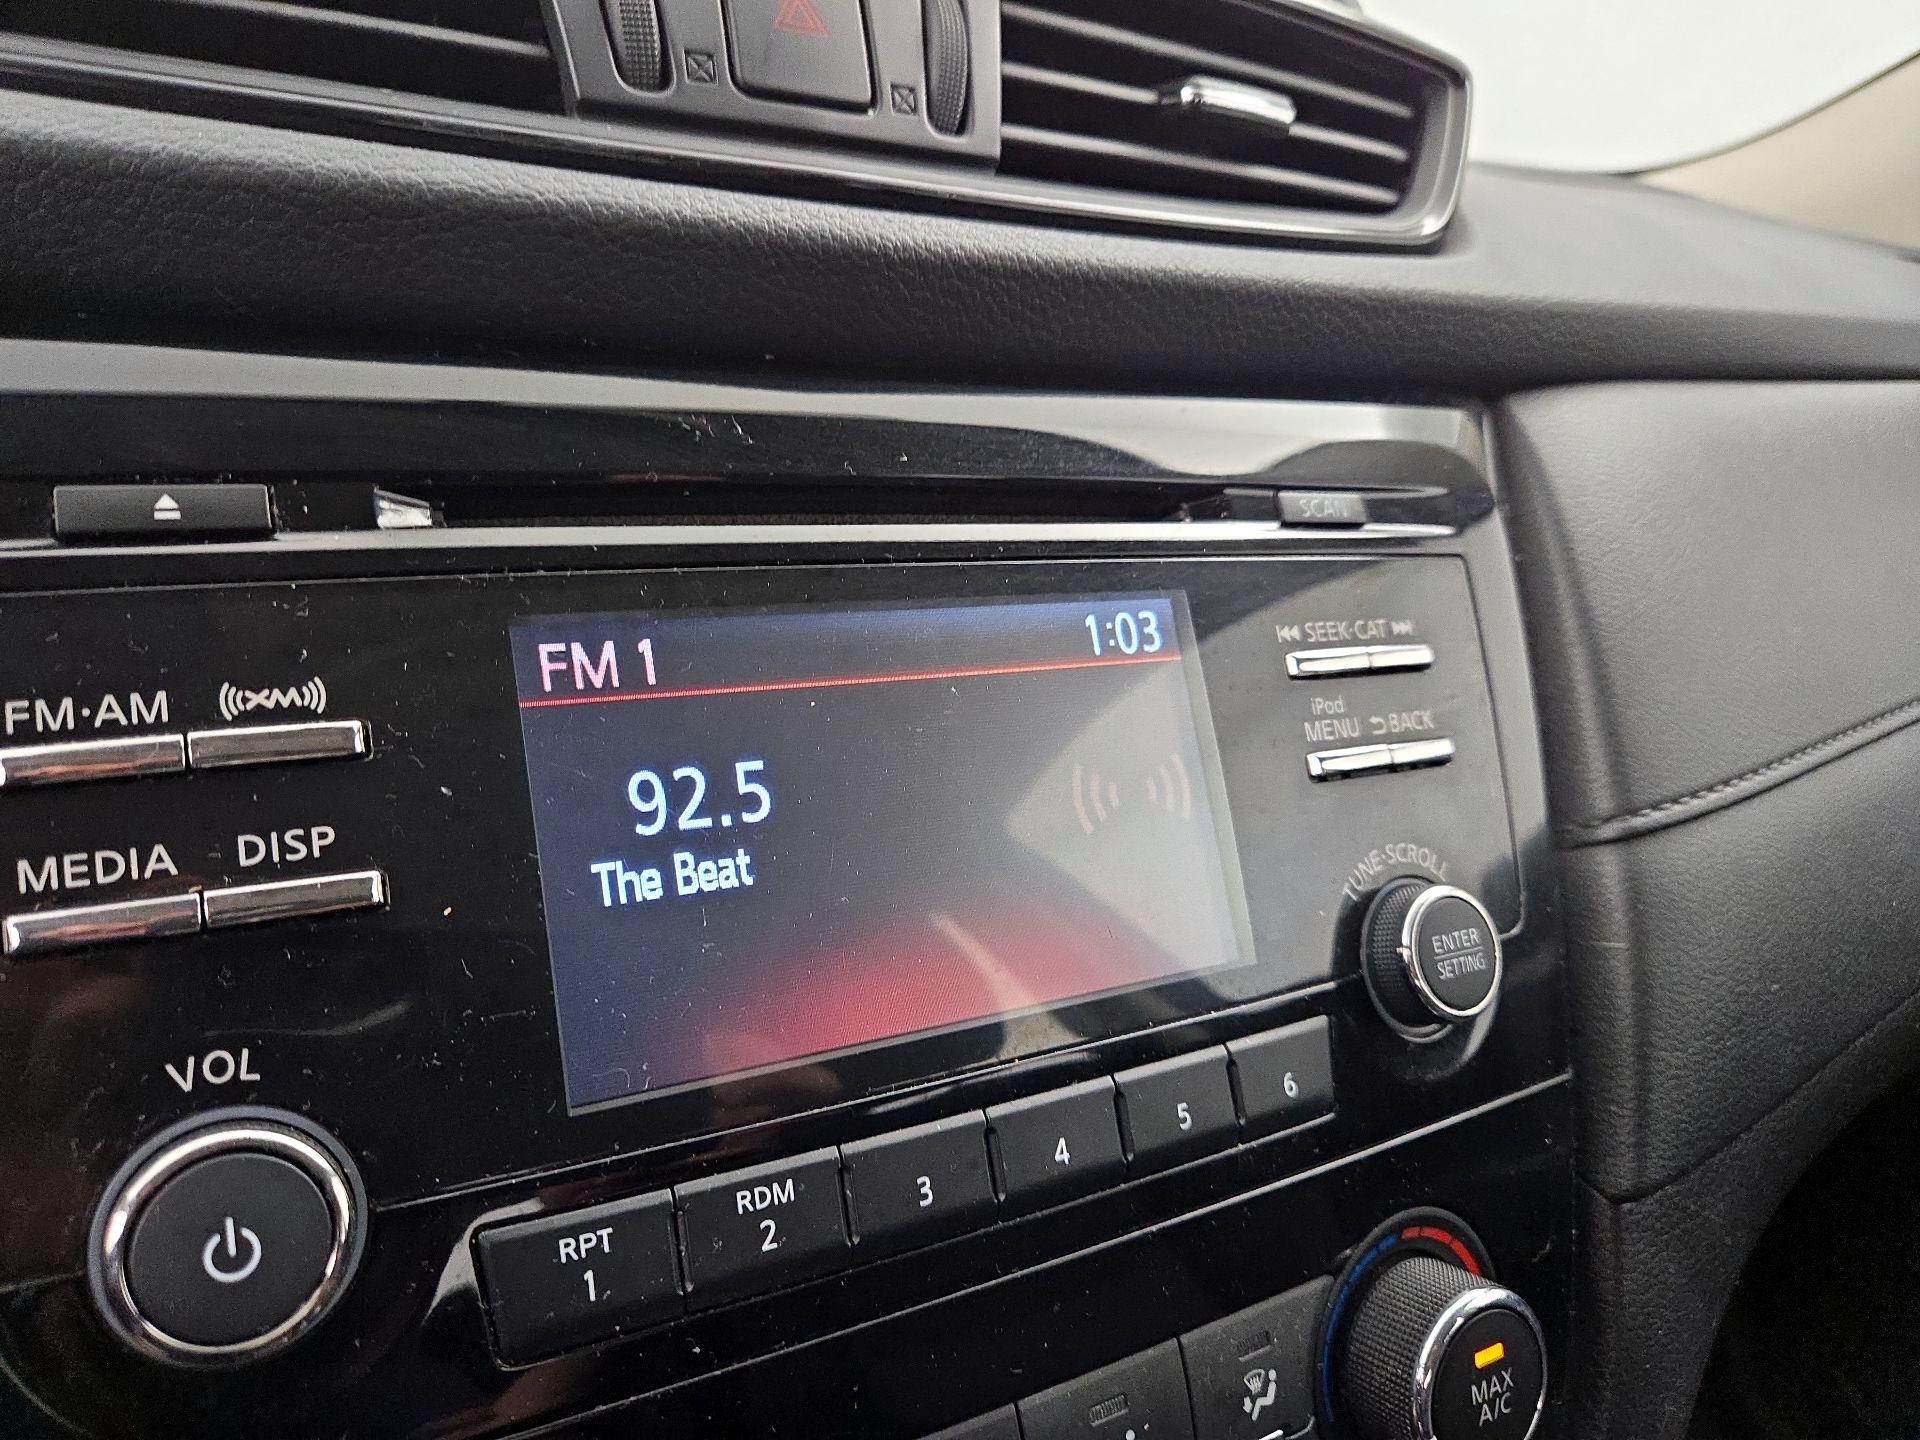 SCAN
FM 1 1:03
SEEK·CAT
FM·AM XM
iPod
MENU BACK
92.5
The Beat
MEDIA DISP
TUNE·SCROLL
ENTER
SETTING
VOL
RPT
1
RDM
2
3
4
5
6
MAX
A/C